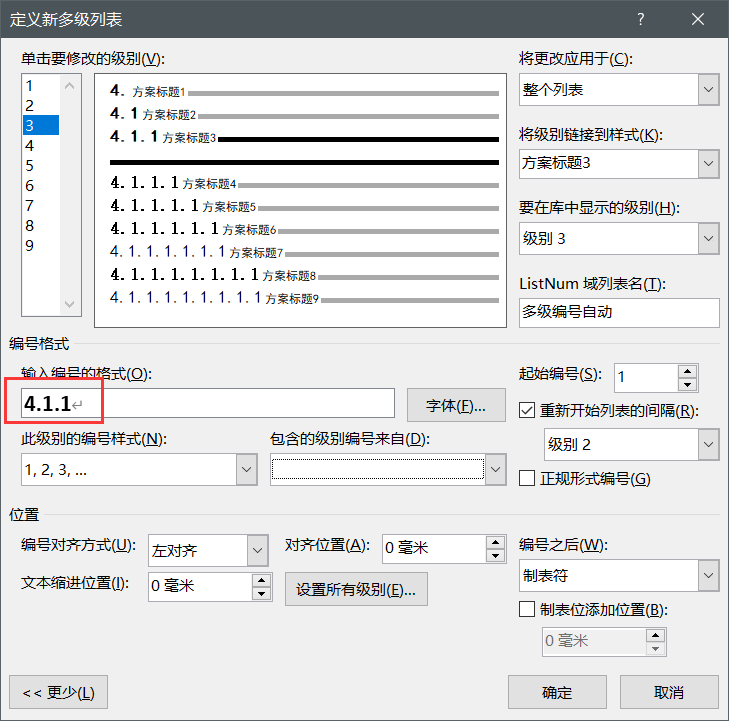 定义新多级列表
单击要修改的级别(V):
1
2
3
4
5
6
7
8
9
4. 方案标题1
4.1 方案标题2
4.1.1 方案标题3
4.1.1.1 方案标题4
4.1.1.1.1 方案标题5
4.1.1.1.1.1 方案标题6
4.1.1.1.1.1.1 方案标题7
4.1.1.1.1.1.1.1 方案标题8
4.1.1.1.1.1.1.1.1 方案标题9
将更改应用于(C):
整个列表
将级别链接到样式(K):
方案标题3
要在库中显示的级别(H):
级别 3
ListNum 域列表名(T):
多级编号自动
编号格式
输入编号的格式(O):
4.1.1↵
字体(F)...
起始编号(S):
1
重新开始列表的间隔(R):
级别 2
此级别的编号样式(N):
1, 2, 3, ...
包含的级别编号来自(D):
正规形式编号(G)
位置
编号对齐方式(U):
左对齐
对齐位置(A):
0 毫米
编号之后(W):
制表符
文本缩进位置(I):
0 毫米
设置所有级别(E)...
制表位添加位置(B):
0 毫米
<< 更少(L)
确定
取消